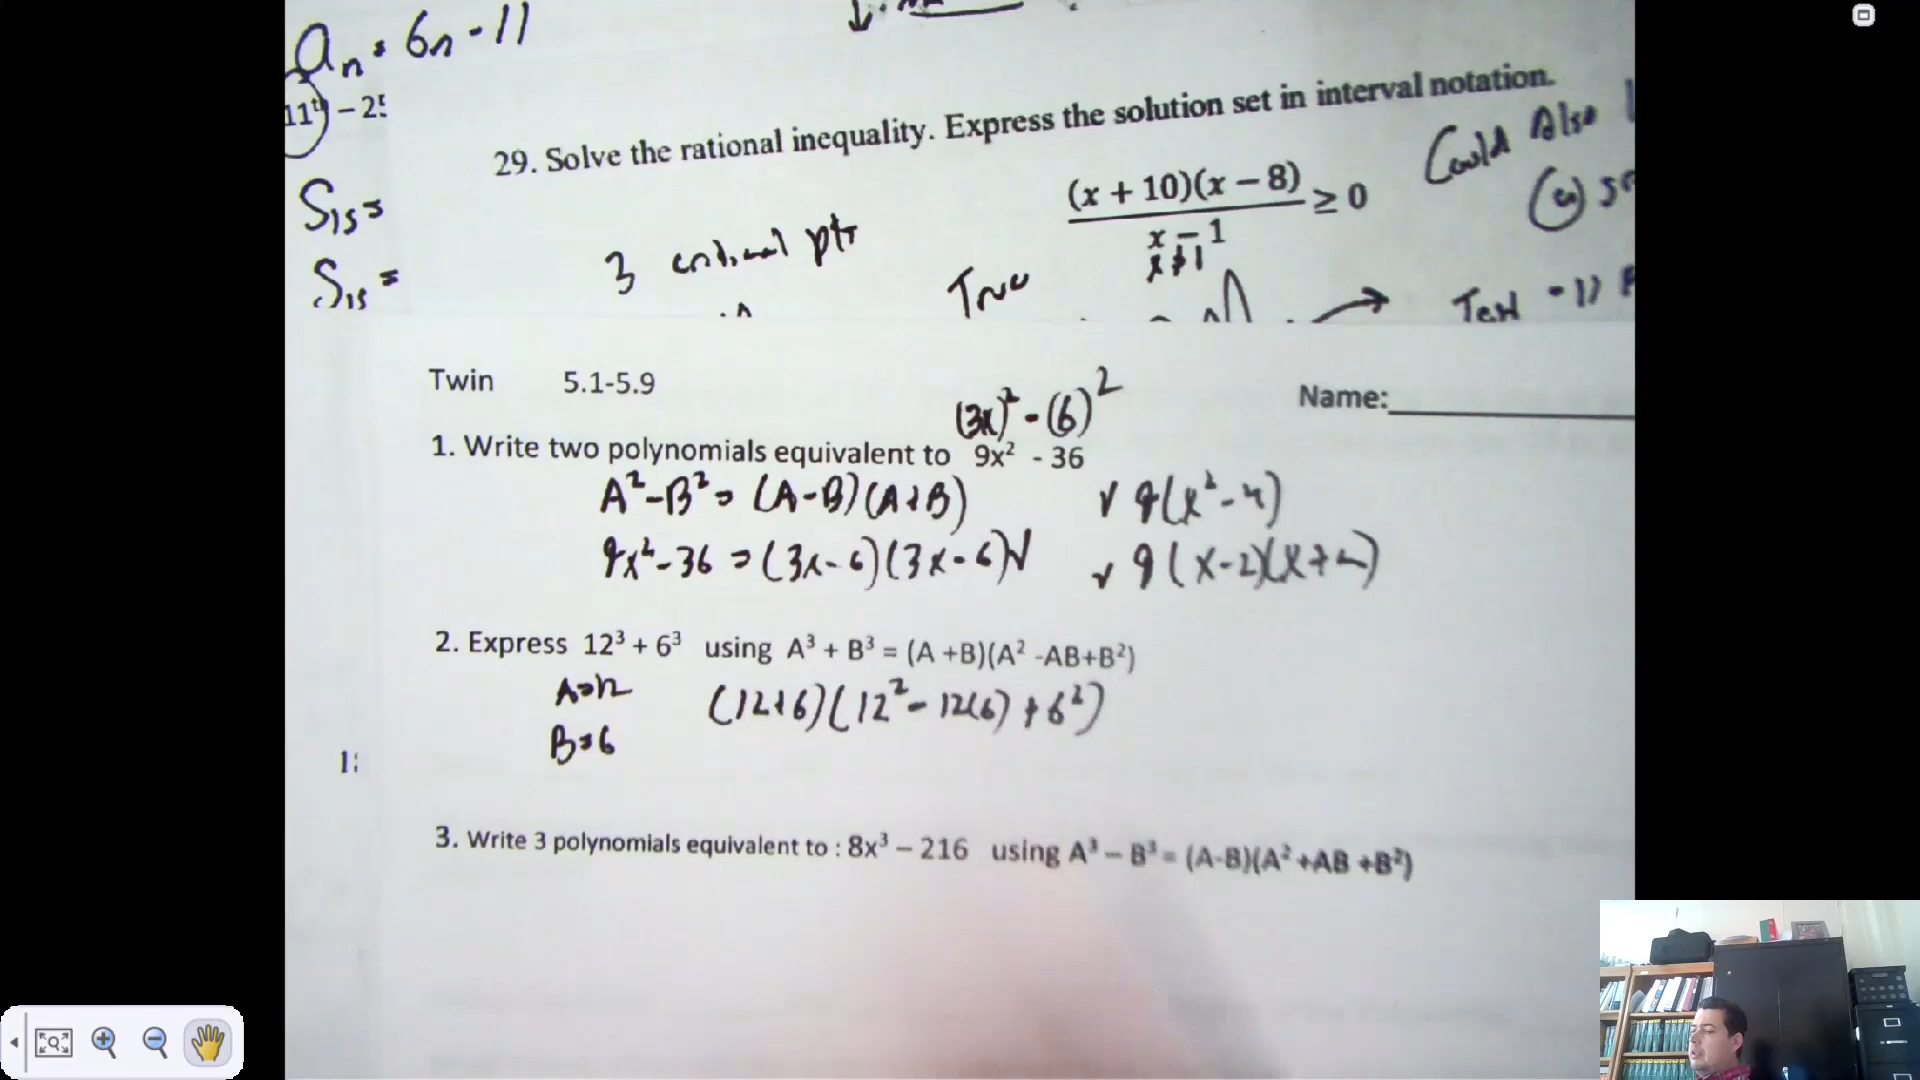 aₙ = 6n - 11
11ᵗʰ – 25
S₁₅ =
S₁₅ =
29. Solve the rational inequality. Express the solution set in interval notation.
(x + 10)(x – 8)
≥ 0
x – 1
x ≠ 1
Could Also
3 critical pts
True
Test -11
Twin 5.1-5.9
Name:
(3x)² - (6)²
1. Write two polynomials equivalent to 9x² - 36
A² - B² = (A - B)(A + B) ✓ 9(x² - 4)
9x² - 36 = (3x - 6)(3x - 6) ✓ ✓ 9(x - 2)(x + 2)
2. Express 12³ + 6³ using A³ + B³ = (A +B)(A² -AB+B²)
A = 12 (12+6)(12² - 12(6) + 6²)
B = 6
1:
3. Write 3 polynomials equivalent to : 8x³ – 216 using A³ – B³ = (A-B)(A² +AB +B²)